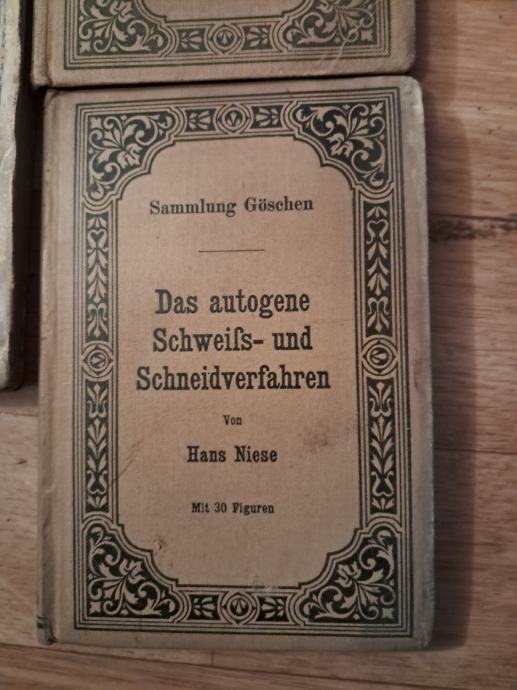 Sammlung Göschen
Das autogene
Schweiſs- und
Schneidverfahren
Von
Hans Niese
Mit 30 Figuren